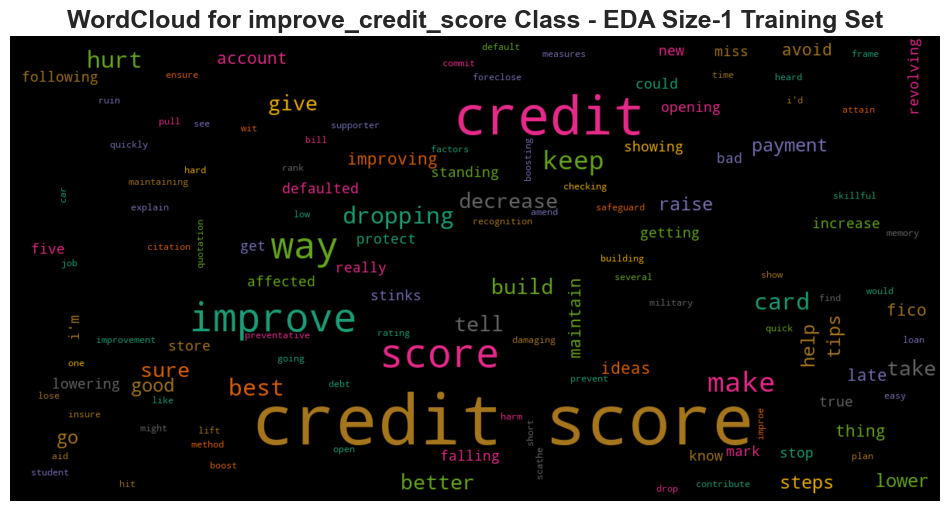 WordCloud for improve_credit_score Class - EDA Size-1 Training Set
default
measures
new
miss
avoid
frame
revolving
hurt
account
commit
following
ensure
foreclose
could
time
heard
ruin
give
opening
i'd
attain
pull
see
wit
supporter
credit
bill
quickly
factors
boosting
showing
bad
payment
hard
rank
improving
standing
keep
maintaining
defaulted
checking
car
explain
low
dropping
decrease
amend
safeguard
raise
skillful
recognition
memory
increase
five
citation
quotation
get
way
protect
getting
job
really
building
affected
several
show
stinks
build
maintain
military
card
would
find
fico
i'm
improve
tell
help
tips
quick
improvement
preventative
rating
damaging
loan
store
one
going
score
lowering
sure
good
best
debt
prevent
ideas
make
late
take
lose
like
easy
true
insure
might
credit score
harm
short
improe
go
lift
method
open
thing
aid
boost
falling
scathe
know
mark
stop
plan
student
hit
better
drop
contribute
steps
lower